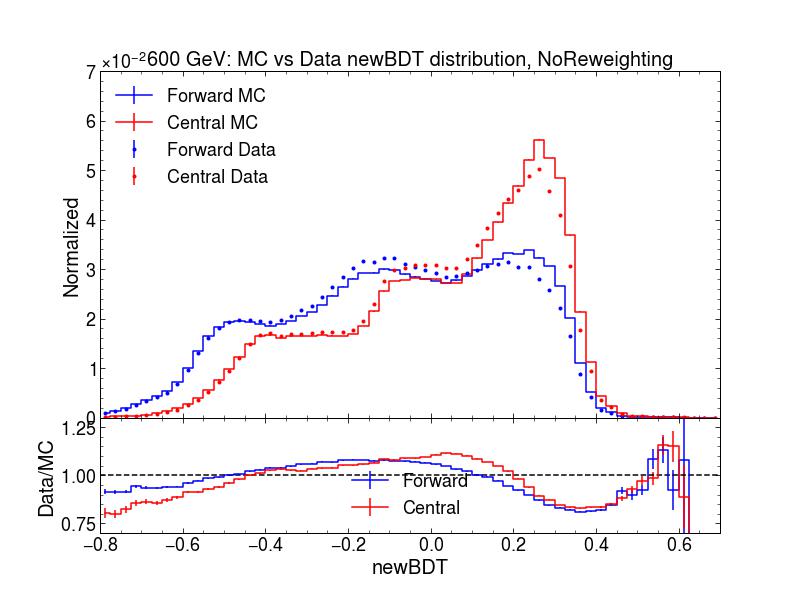 ×10⁻²600 GeV: MC vs Data newBDT distribution, NoReweighting
7
6
5
4
3
2
1
0
Normalized
Forward MC
Central MC
Forward Data
Central Data
1.25
1.00
0.75
Data/MC
Forward
Central
−0.8 −0.6 −0.4 −0.2 0.0 0.2 0.4 0.6
newBDT